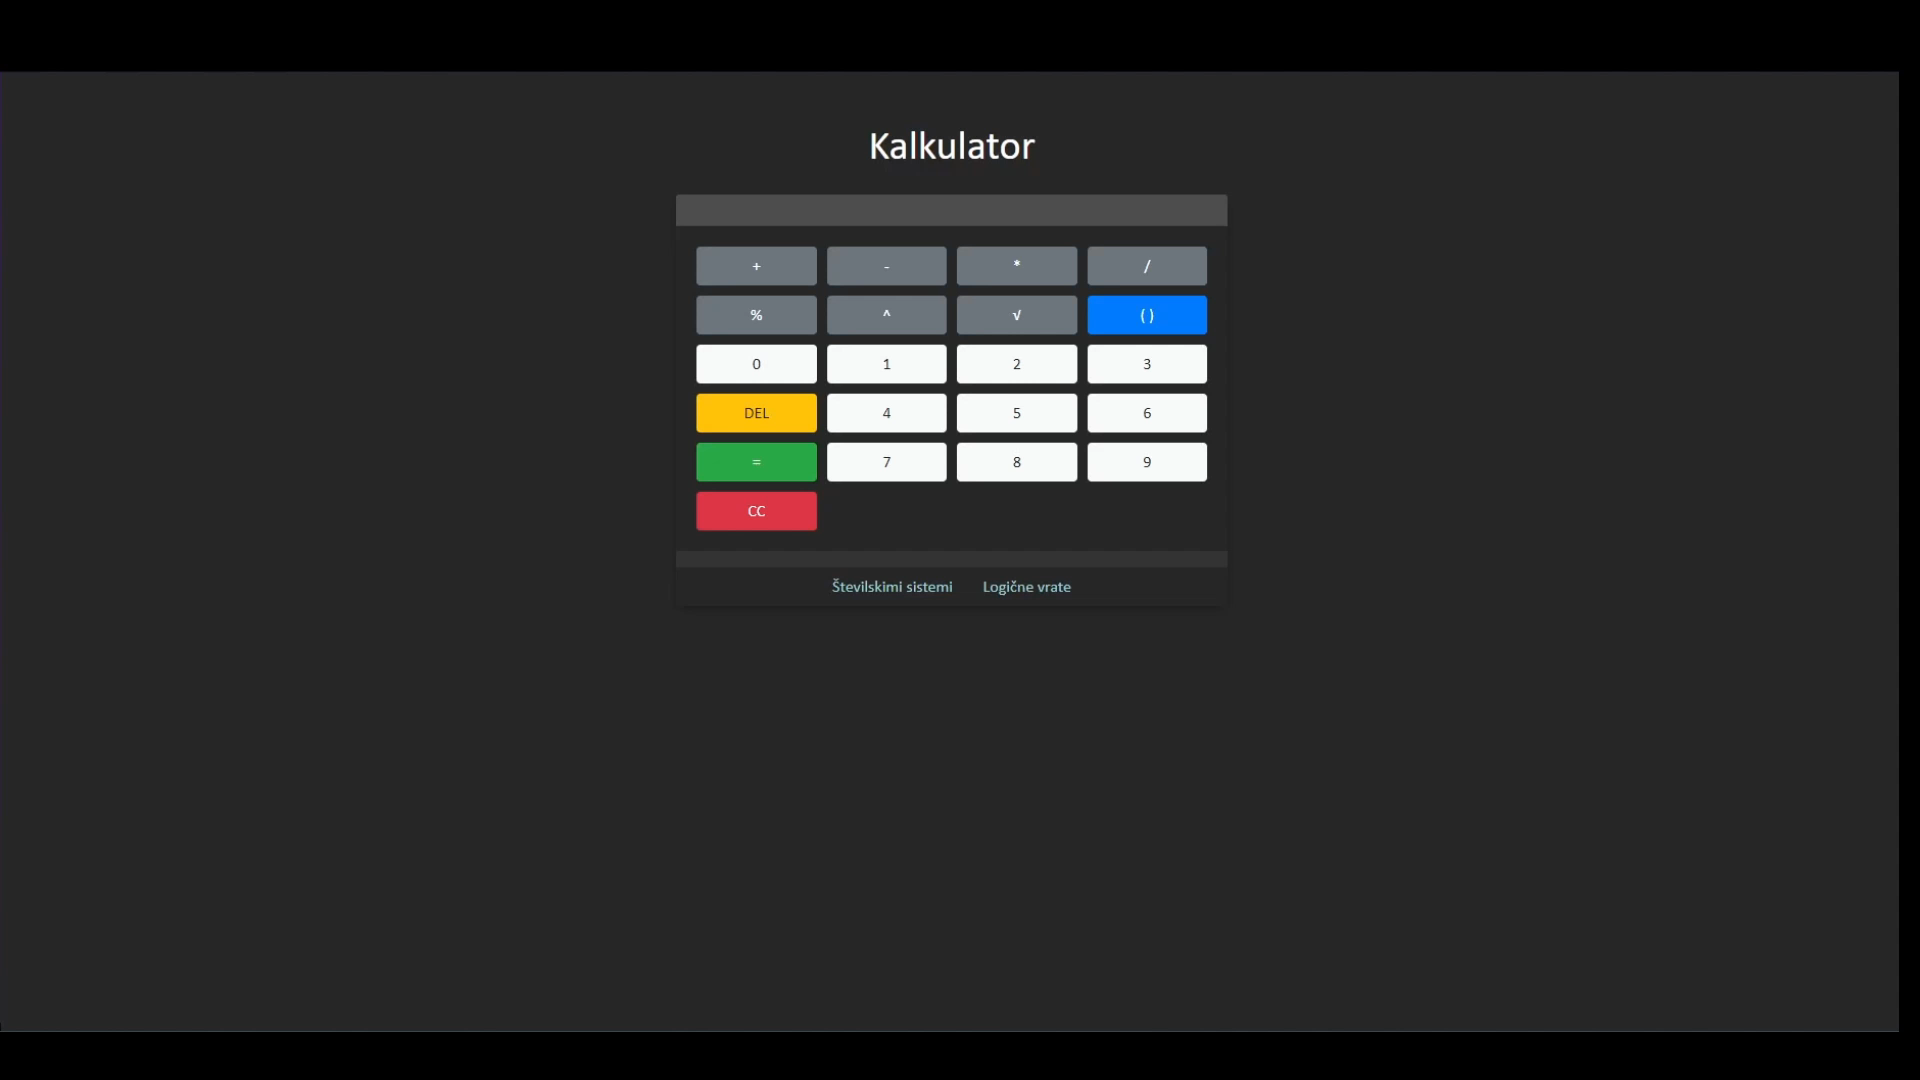 Kalkulator
+ - * /
% ^ √ ( )
0 1 2 3
DEL 4 5 6
= 7 8 9
CC
Številskimi sistemi Logične vrate